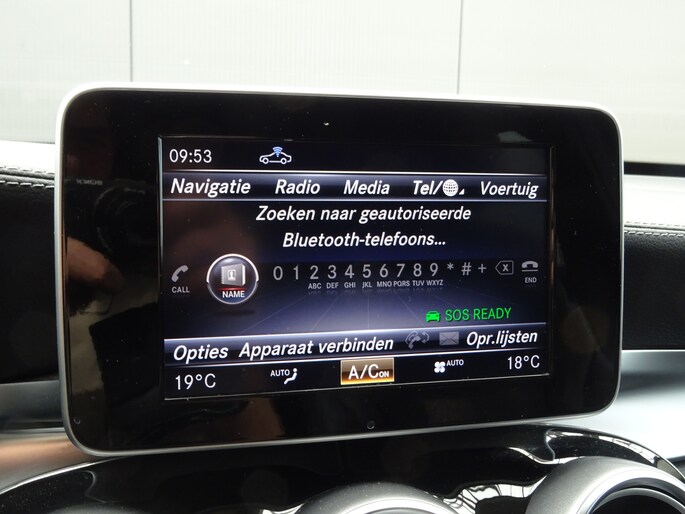 09:53
Navigatie Radio Media Tel/ Voertuig
Zoeken naar geautoriseerde
Bluetooth-telefoons...
0 1 2 3 4 5 6 7 8 9 * # +
ABC DEF GHI JKL MNO PQRS TUV WXYZ
CALL NAME END
SOS READY
Opties Apparaat verbinden Opr.lijsten
19°C AUTO A/C ON AUTO 18°C